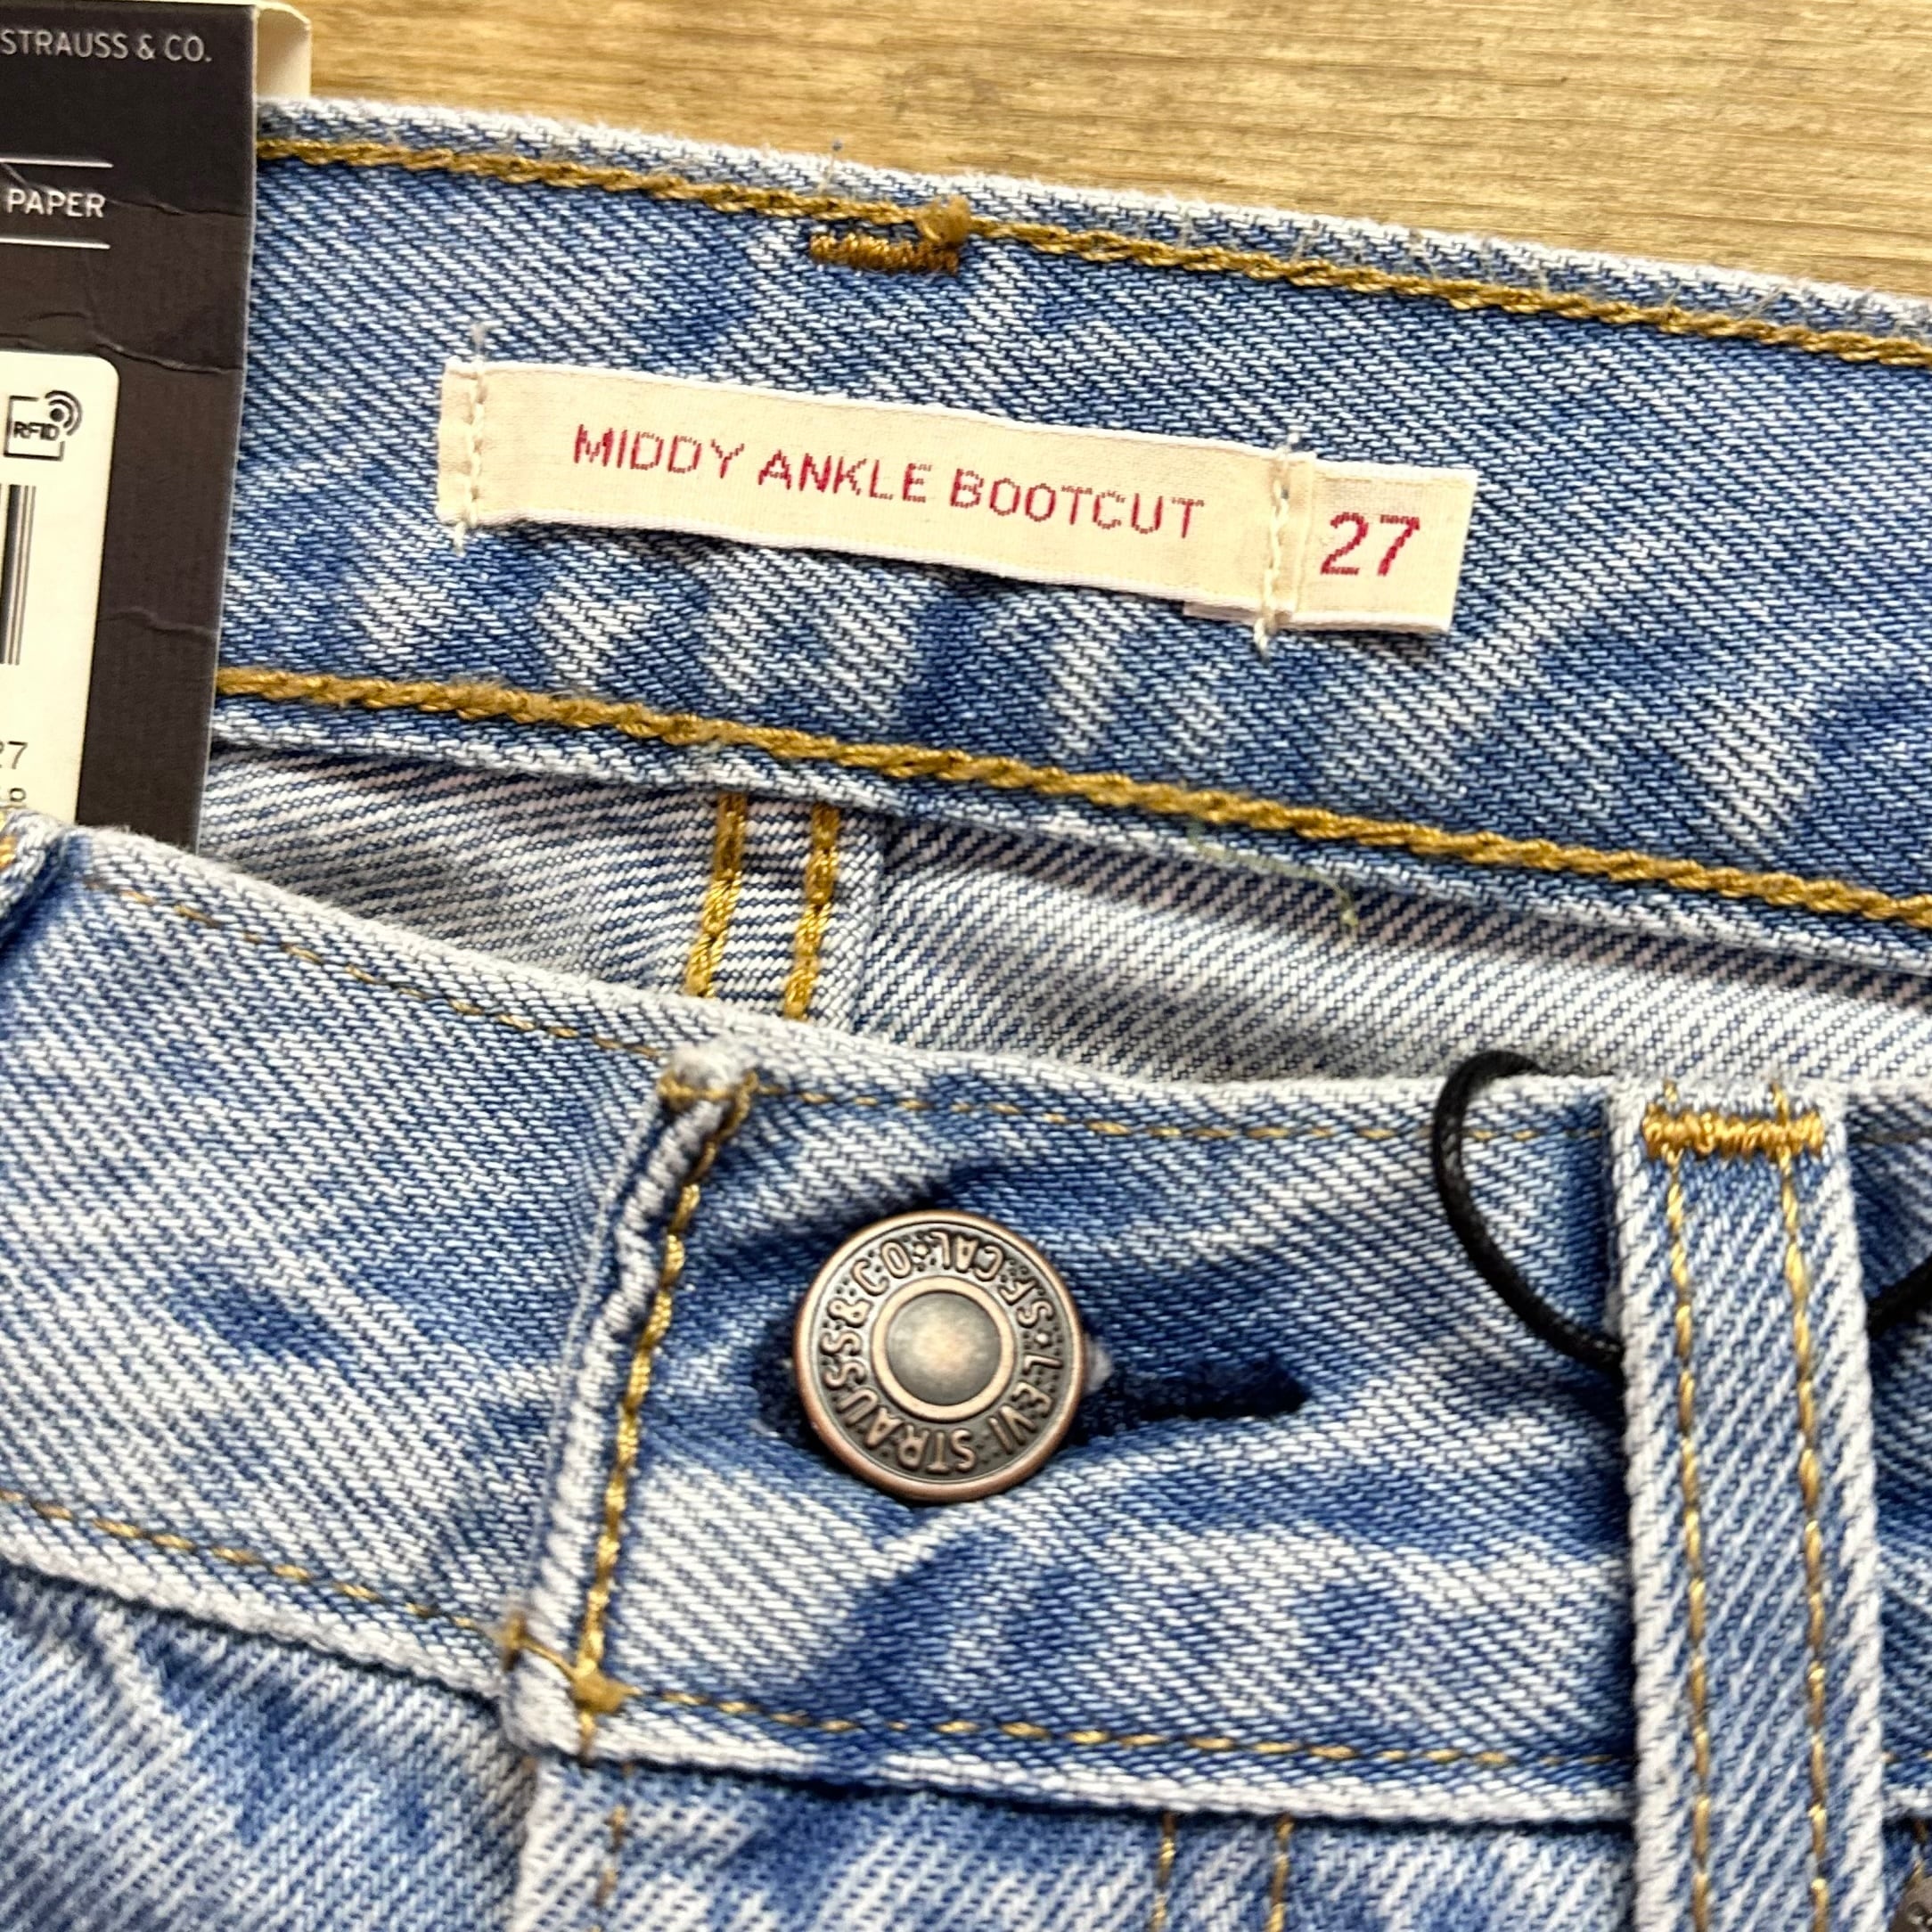 STRAUSS & CO.
PAPER
RFID
MIDDY ANKLE BOOTCUT 27
27
LEVI STRAUSS & CO. S.F. CAL.